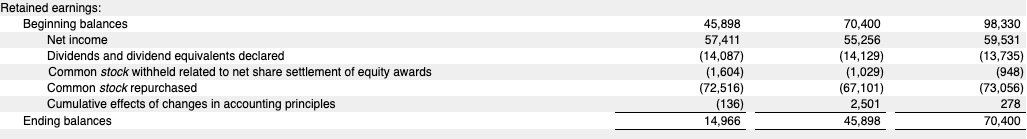 Retained earnings:
Beginning balances 45,898 70,400 98,330
Net income 57,411 55,256 59,531
Dividends and dividend equivalents declared (14,087) (14,129) (13,735)
Common stock withheld related to net share settlement of equity awards (1,604) (1,029) (948)
Common stock repurchased (72,516) (67,101) (73,056)
Cumulative effects of changes in accounting principles (136) 2,501 278
Ending balances 14,966 45,898 70,400